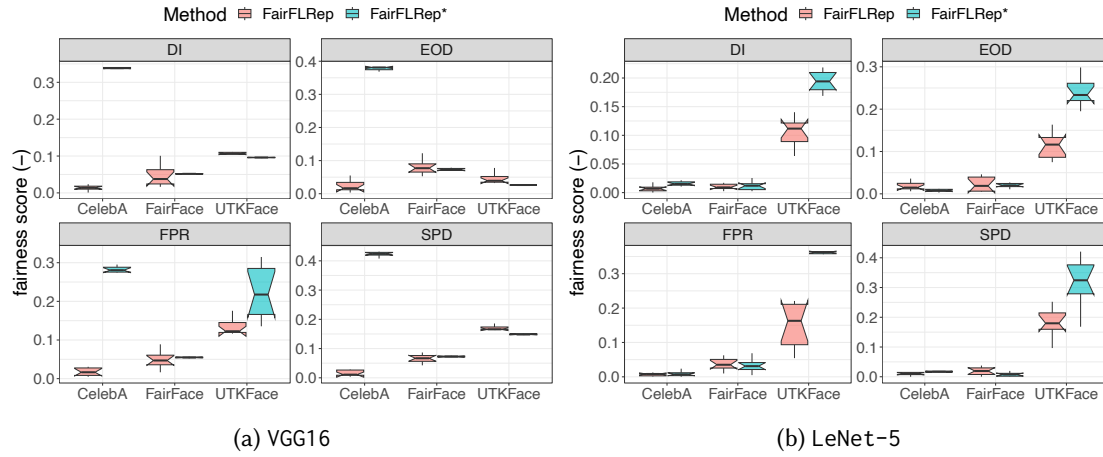 Method FairFLRep FairFLRep*
DI EOD
fairness score (−)
0.3
0.2
0.1
0.0
0.4
0.3
0.2
0.1
0.0
CelebA FairFace UTKFace CelebA FairFace UTKFace
FPR SPD
0.3
0.2
0.1
0.0
0.4
0.3
0.2
0.1
0.0
CelebA FairFace UTKFace CelebA FairFace UTKFace
(a) VGG16
Method FairFLRep FairFLRep*
DI EOD
fairness score (−)
0.20
0.15
0.10
0.05
0.00
0.3
0.2
0.1
0.0
CelebA FairFace UTKFace CelebA FairFace UTKFace
FPR SPD
0.3
0.2
0.1
0.0
0.4
0.3
0.2
0.1
0.0
CelebA FairFace UTKFace CelebA FairFace UTKFace
(b) LeNet-5